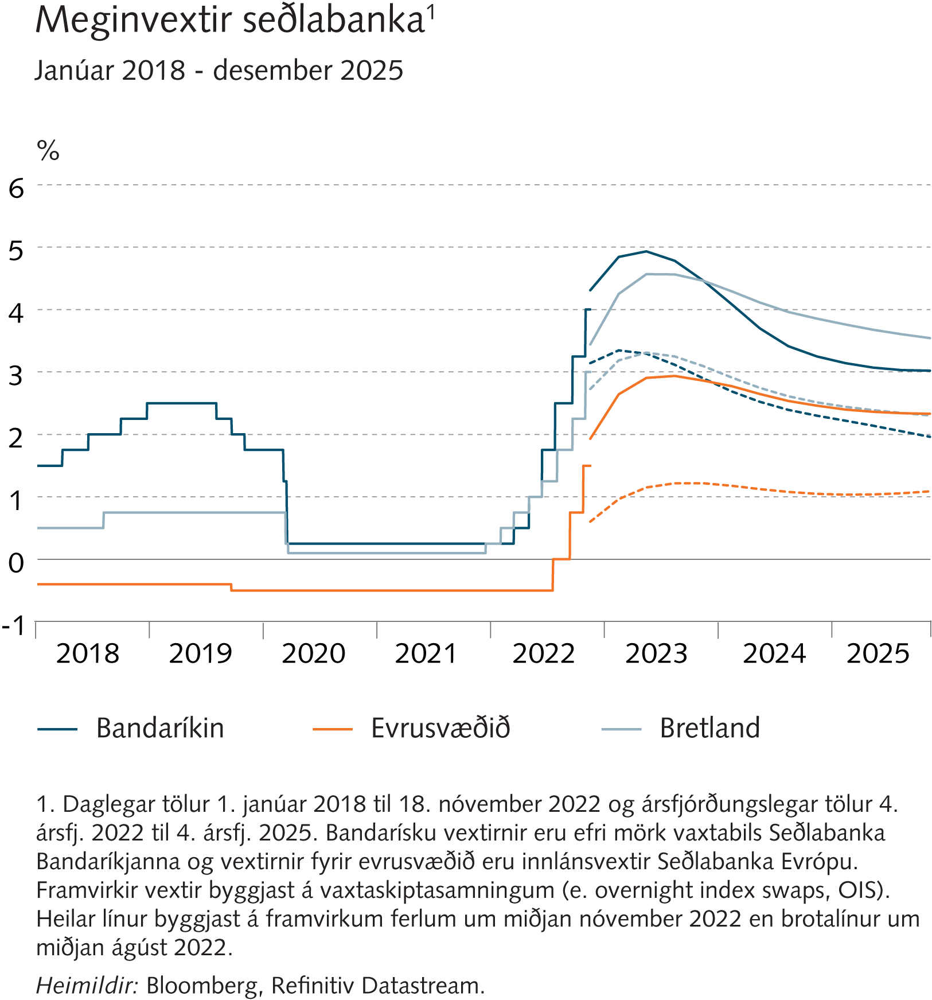 Meginvextir seðlabanka¹
Janúar 2018 - desember 2025
%
6
5
4
3
2
1
0
-1
2018 2019 2020 2021 2022 2023 2024 2025
Bandaríkin Evrusvæðið Bretland
1. Daglegar tölur 1. janúar 2018 til 18. nóvember 2022 og ársfjórðungslegar tölur 4.
ársfj. 2022 til 4. ársfj. 2025. Bandarísku vextirnir eru efri mörk vaxtabils Seðlabanka
Bandaríkjanna og vextirnir fyrir evrusvæðið eru innlánsvextir Seðlabanka Evrópu.
Framvirkir vextir byggjast á vaxtaskiptasamningum (e. overnight index swaps, OIS).
Heilar línur byggjast á framvirkum ferlum um miðjan nóvember 2022 en brotalínur um
miðjan ágúst 2022.
Heimildir: Bloomberg, Refinitiv Datastream.